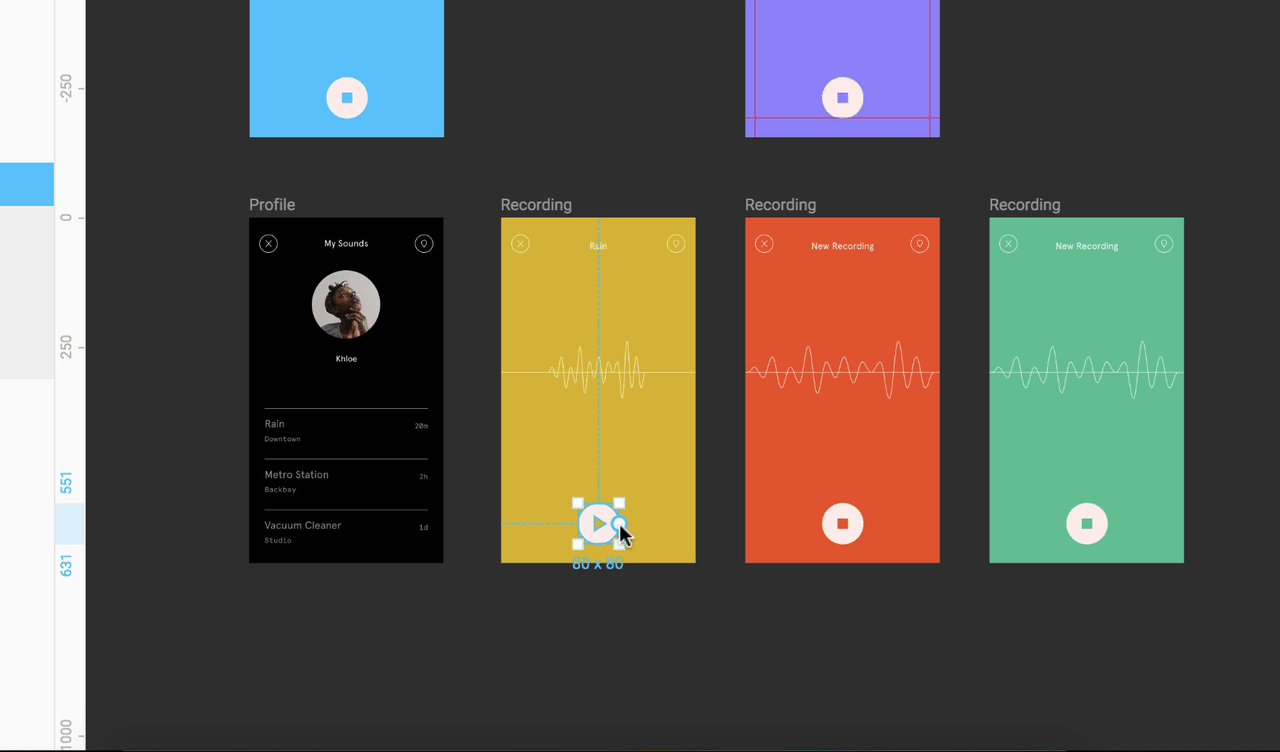 -250
0
250
551
631
1000
Profile
Recording
Recording
Recording
My Sounds
Khloe
Rain 20m
Downtown
Metro Station 2h
Backbay
Vacuum Cleaner 1d
Studio
Rain
80 x 80
New Recording
New Recording